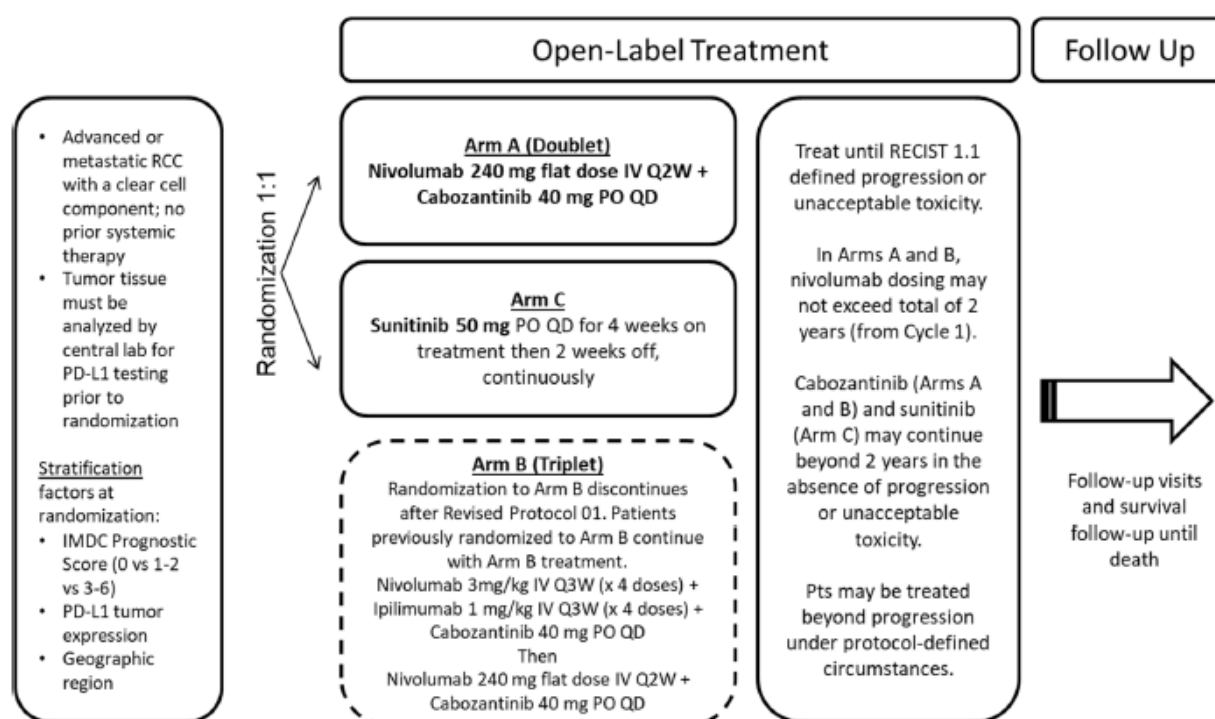 Open-Label Treatment
Follow Up
• Advanced or
metastatic RCC
with a clear cell
component; no
prior systemic
therapy
• Tumor tissue
must be
analyzed by
central lab for
PD-L1 testing
prior to
randomization
Stratification
factors at
randomization:
• IMDC Prognostic
Score (0 vs 1-2
vs 3-6)
• PD-L1 tumor
expression
• Geographic
region
Randomization 1:1
Arm A (Doublet)
Nivolumab 240 mg flat dose IV Q2W +
Cabozantinib 40 mg PO QD
Arm C
Sunitinib 50 mg PO QD for 4 weeks on
treatment then 2 weeks off,
continuously
Arm B (Triplet)
Randomization to Arm B discontinues
after Revised Protocol 01. Patients
previously randomized to Arm B continue
with Arm B treatment.
Nivolumab 3mg/kg IV Q3W (x 4 doses) +
Ipilimumab 1 mg/kg IV Q3W (x 4 doses) +
Cabozantinib 40 mg PO QD
Then
Nivolumab 240 mg flat dose IV Q2W +
Cabozantinib 40 mg PO QD
Treat until RECIST 1.1
defined progression or
unacceptable toxicity.
In Arms A and B,
nivolumab dosing may
not exceed total of 2
years (from Cycle 1).
Cabozantinib (Arms A
and B) and sunitinib
(Arm C) may continue
beyond 2 years in the
absence of progression
or unacceptable
toxicity.
Pts may be treated
beyond progression
under protocol-defined
circumstances.
Follow-up visits
and survival
follow-up until
death